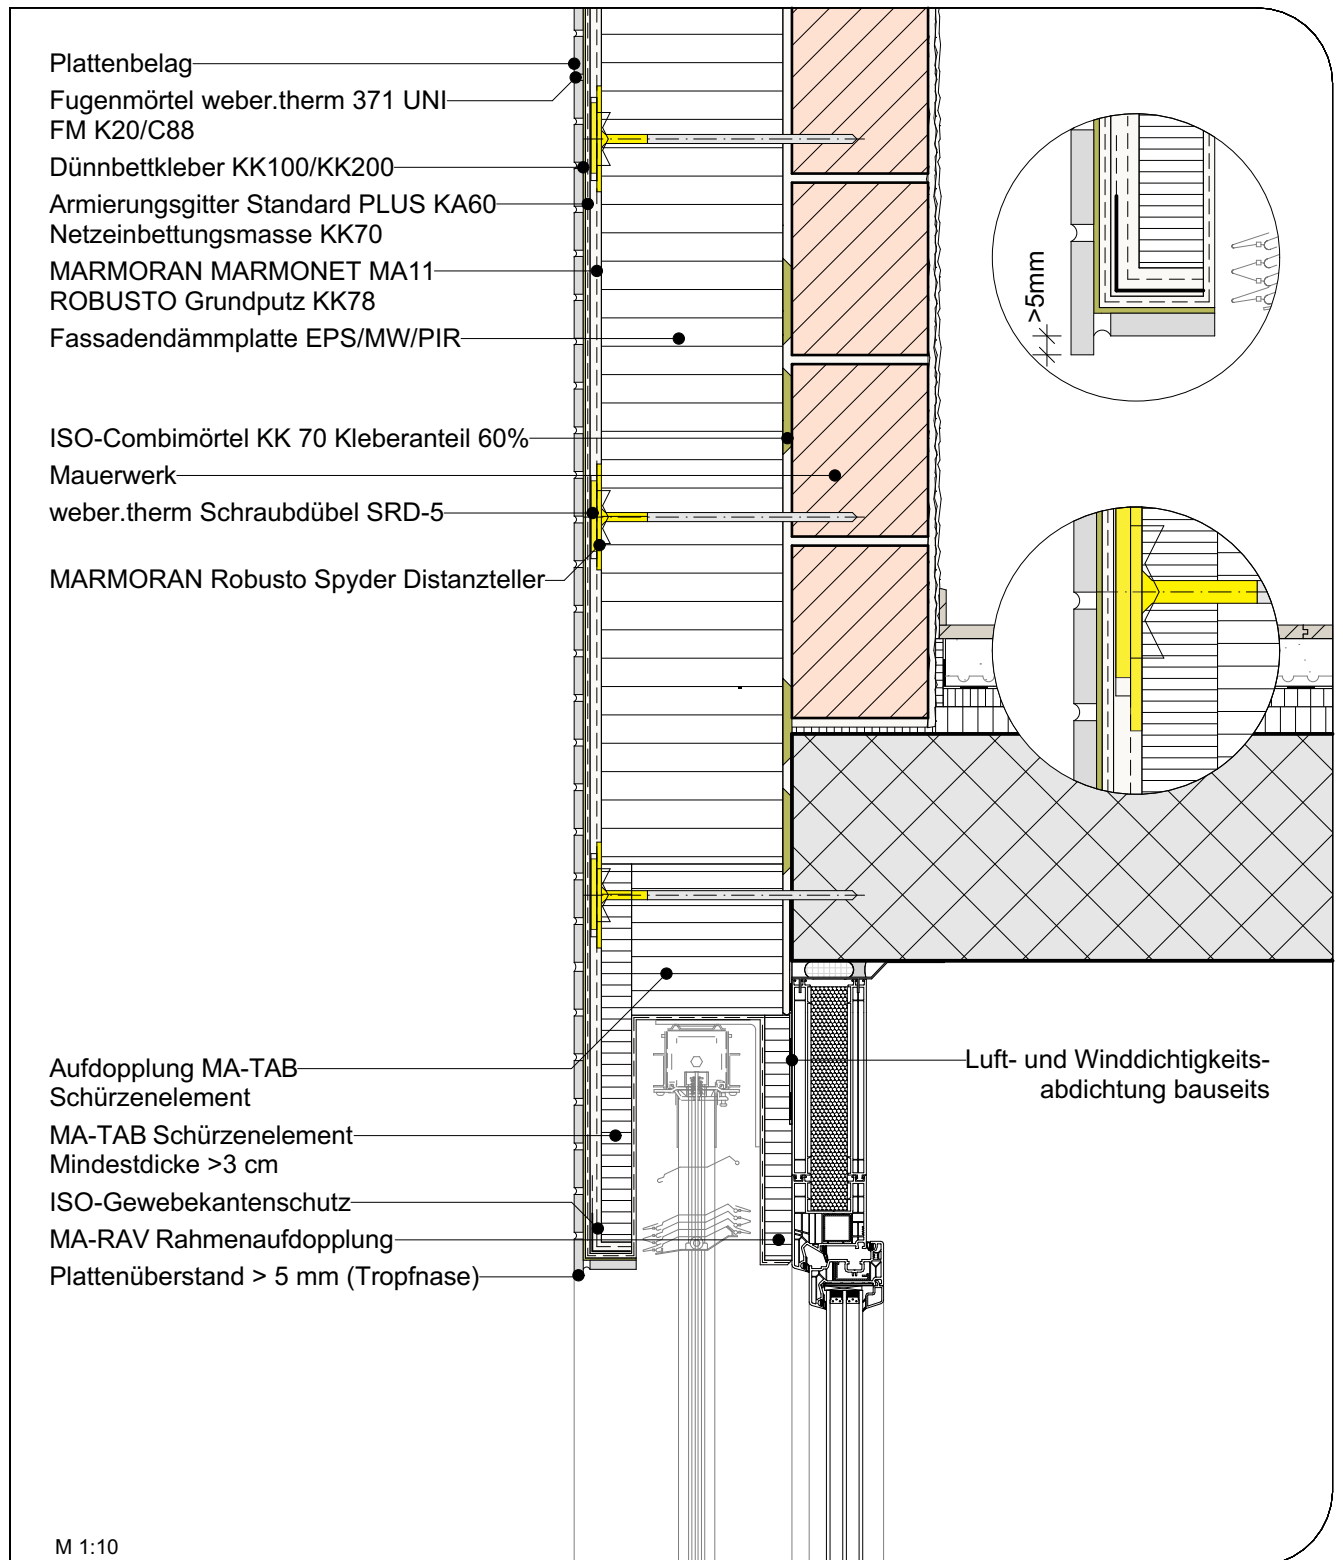 Plattenbelag
Fugenmörtel weber.therm 371 UNI
FM K20/C88
Dünnbettkleber KK100/KK200
Armierungsgitter Standard PLUS KA60
Netzeinbettungsmasse KK70
MARMORAN MARMONET MA11
ROBUSTO Grundputz KK78
Fassadendämmplatte EPS/MW/PIR
>5mm
ISO-Combimörtel KK 70 Kleberanteil 60%
Mauerwerk
weber.therm Schraubdübel SRD-5
MARMORAN Robusto Spyder Distanzteller
Aufdopplung MA-TAB
Schürzenelement
MA-TAB Schürzenelement
Mindestdicke >3 cm
ISO-Gewebekantenschutz
MA-RAV Rahmenaufdopplung
Plattenüberstand > 5 mm (Tropfnase)
Luft- und Winddichtigkeits-
abdichtung bauseits
M 1:10